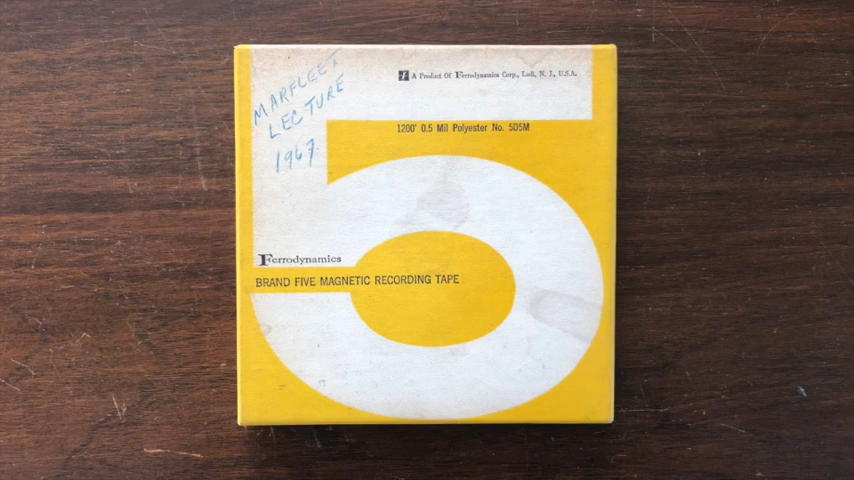 MARFLEET
LECTURE
1967
f A Product Of Ferrodynamics Corp., Lodi, N. J., U.S.A.
1200' 0.5 Mil Polyester No. 5D5M
5
Ferrodynamics
BRAND FIVE MAGNETIC RECORDING TAPE